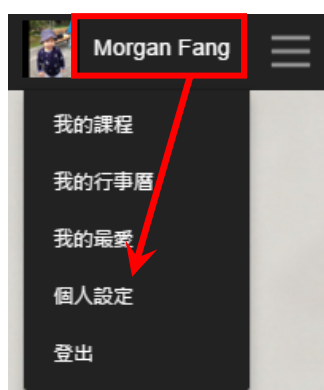 Morgan Fang
我的課程
我的行事曆
我的最愛
個人設定
登出